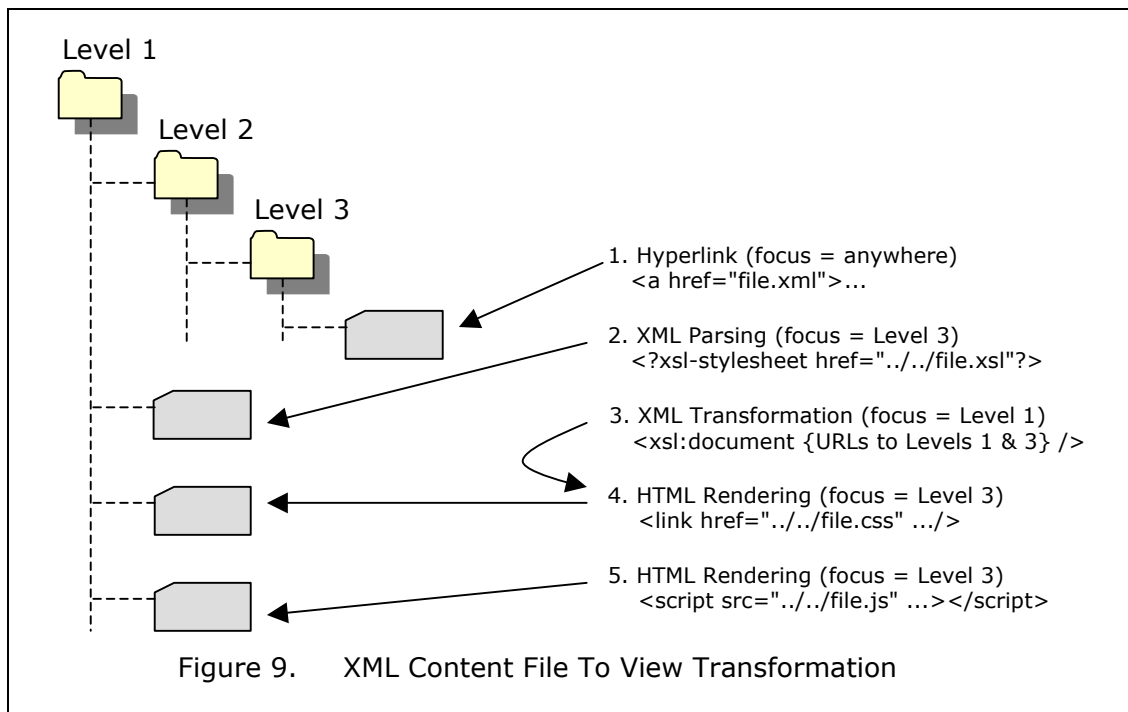 Level 1
Level 2
Level 3
1. Hyperlink (focus = anywhere)
<a href="file.xml">...
2. XML Parsing (focus = Level 3)
<?xsl-stylesheet href="../../file.xsl"?>
3. XML Transformation (focus = Level 1)
<xsl:document {URLs to Levels 1 & 3} />
4. HTML Rendering (focus = Level 3)
<link href="../../file.css" .../>
5. HTML Rendering (focus = Level 3)
<script src="../../file.js" ...></script>
Figure 9. XML Content File To View Transformation